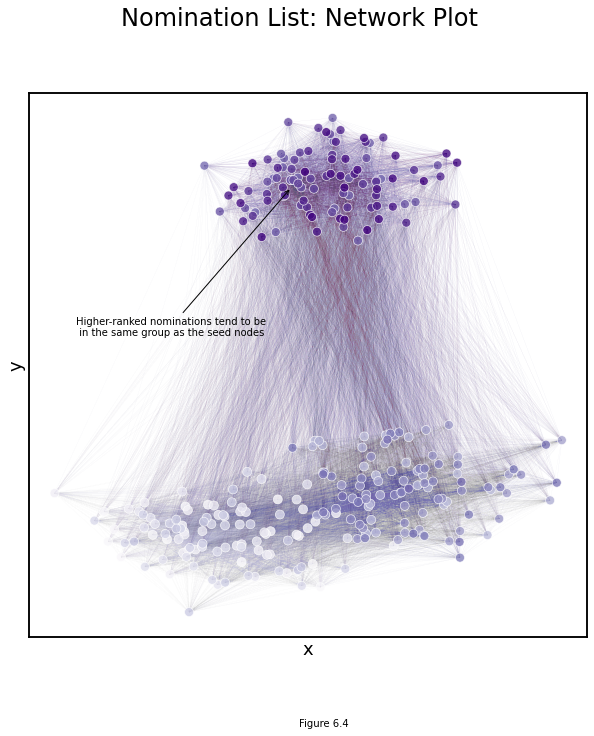 Nomination List: Network Plot
Higher-ranked nominations tend to be
in the same group as the seed nodes
y
x
Figure 6.4